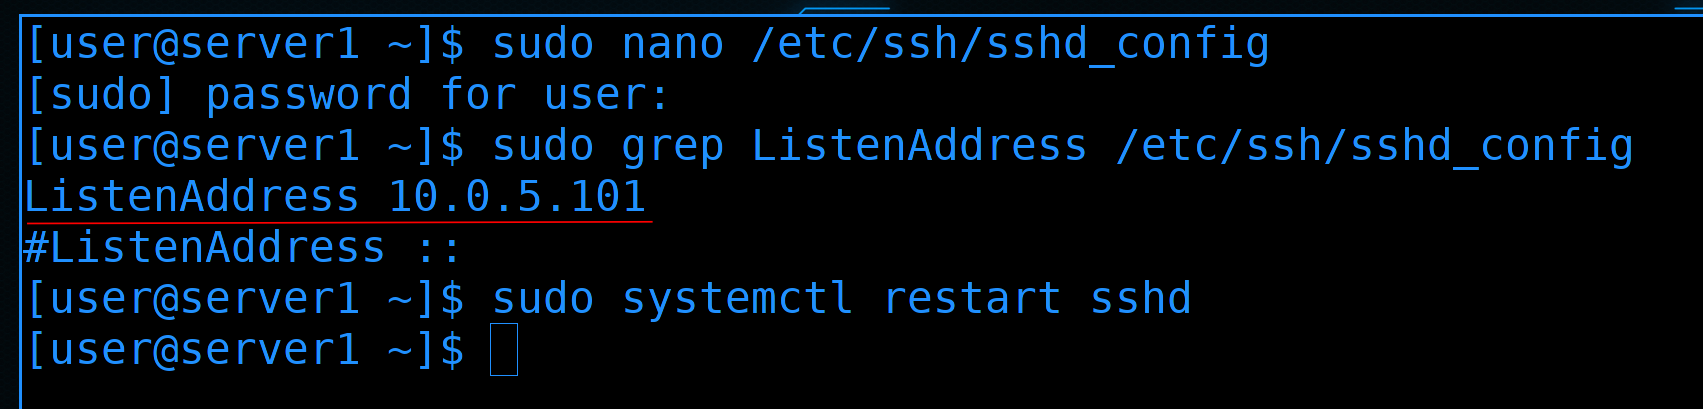 [user@server1 ~]$ sudo nano /etc/ssh/sshd_config
[sudo] password for user:
[user@server1 ~]$ sudo grep ListenAddress /etc/ssh/sshd_config
ListenAddress 10.0.5.101
#ListenAddress ::
[user@server1 ~]$ sudo systemctl restart sshd
[user@server1 ~]$